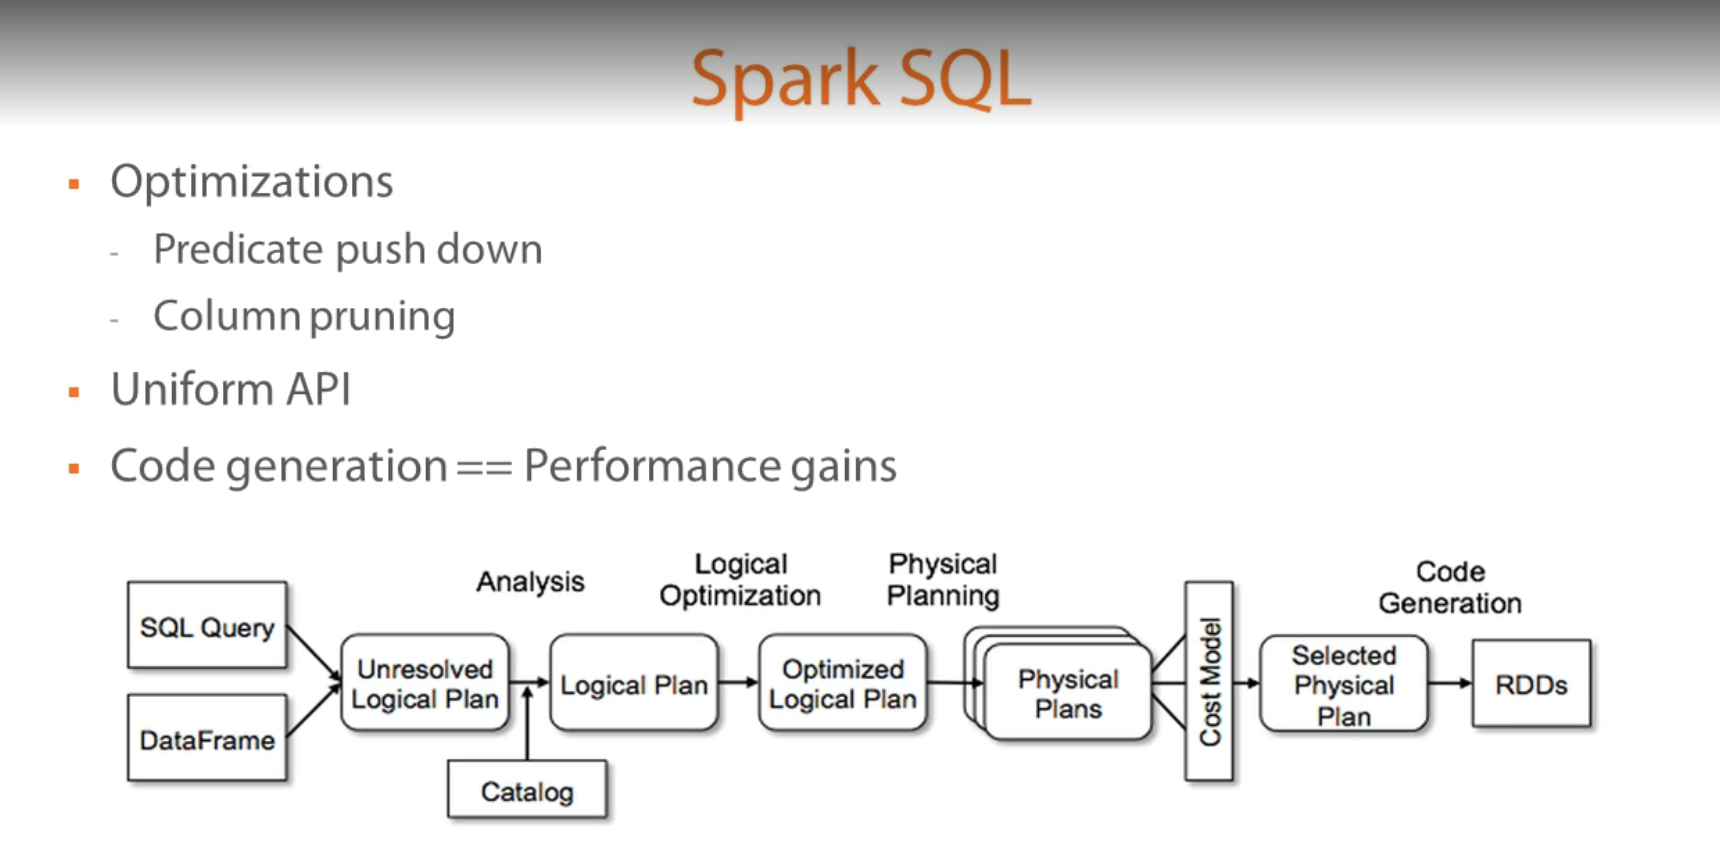 Spark SQL
Optimizations
- Predicate push down
- Column pruning
Uniform API
Code generation == Performance gains
SQL Query
DataFrame
Unresolved
Logical Plan
Analysis
Catalog
Logical Plan
Logical
Optimization
Optimized
Logical Plan
Physical
Planning
Physical
Plans
Cost Model
Selected
Physical
Plan
Code
Generation
RDDs